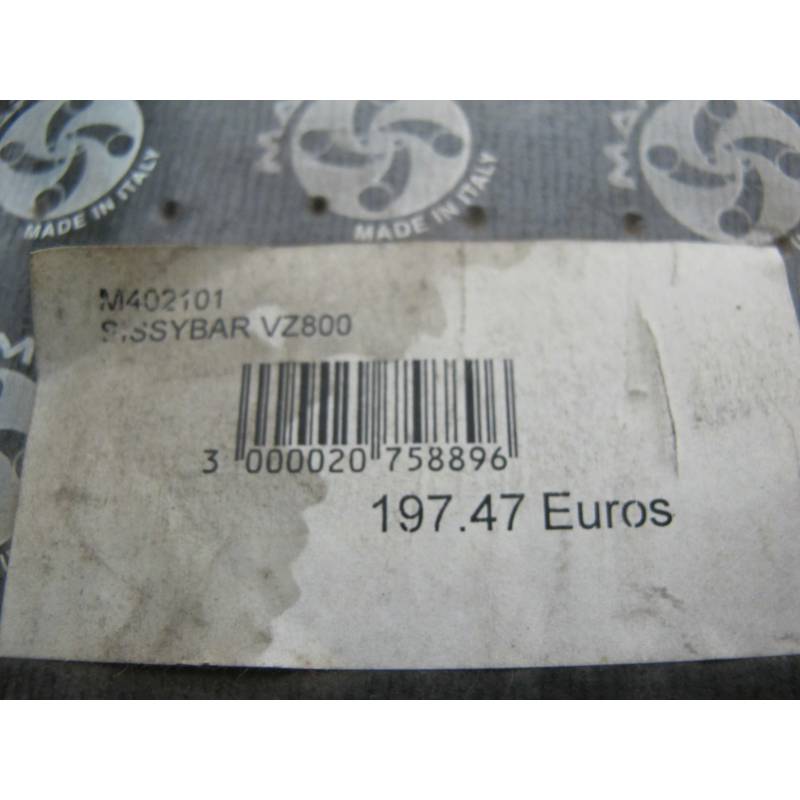 MADE IN ITALY
MADE IN ITALY
M402101
SISSYBAR VZ800
3 000020 758896
197.47 Euros